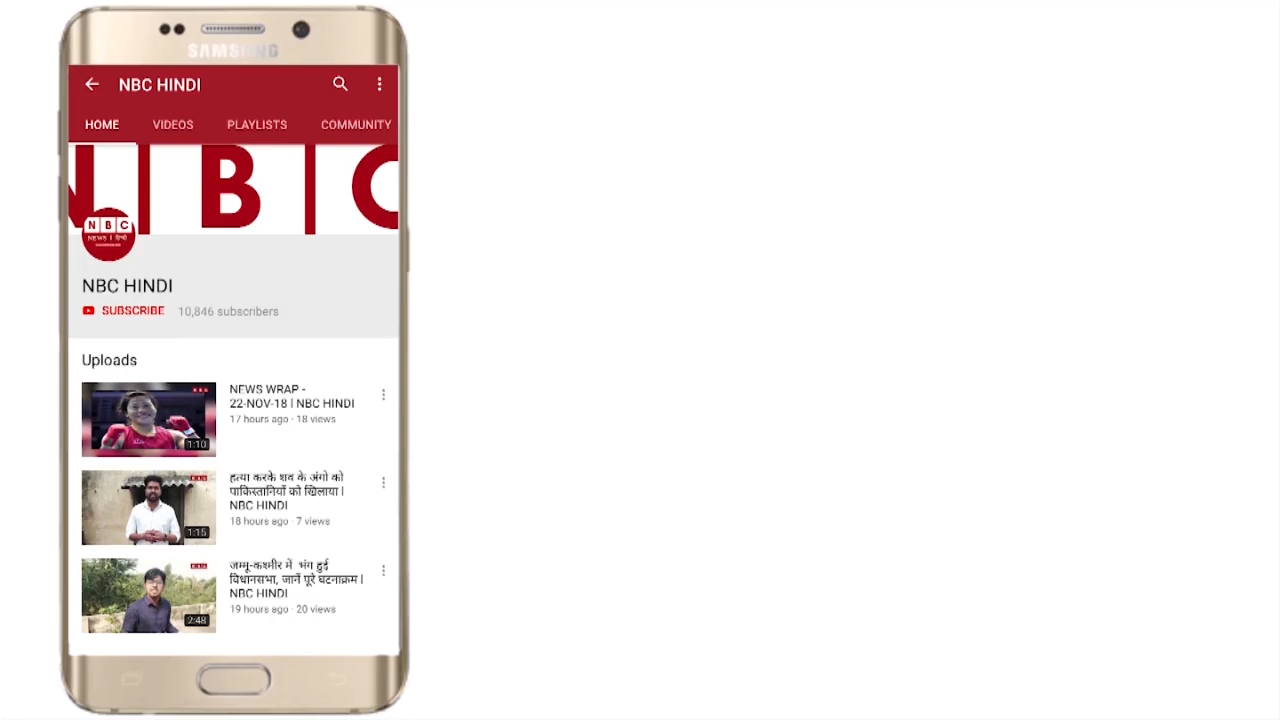 SAMSUNG
NBC HINDI
HOME VIDEOS PLAYLISTS COMMUNITY
N B C
N B C
NEWS | हिन्दी
NBC HINDI
SUBSCRIBE 10,846 subscribers
Uploads
NEWS WRAP -
22-NOV-18 | NBC HINDI
17 hours ago · 18 views
1:10
हत्या करके शव के अंगो को
पाकिस्तानियों को खिलाया |
NBC HINDI
18 hours ago · 7 views
1:15
जम्मू-कश्मीर में भंग हुई
विधानसभा, जानें पूरे घटनाक्रम |
NBC HINDI
19 hours ago · 20 views
2:48